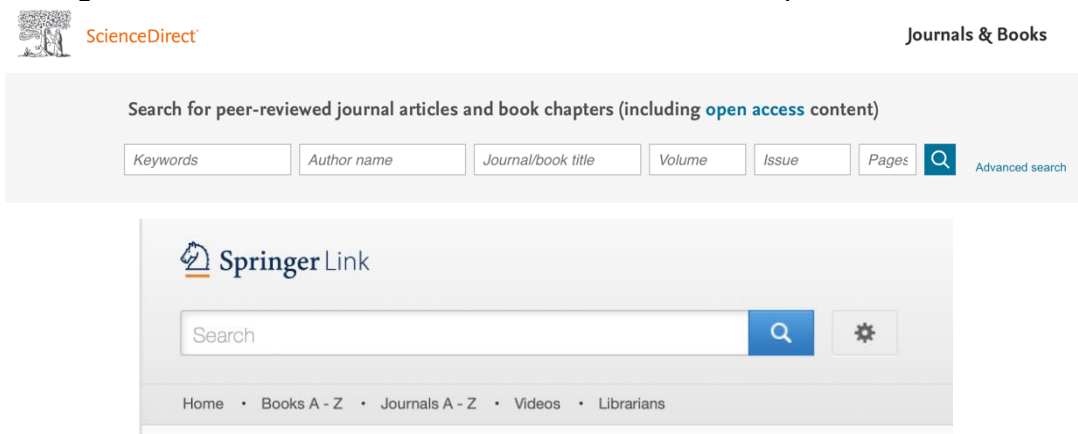 ScienceDirect
Journals & Books
Search for peer-reviewed journal articles and book chapters (including open access content)
Keywords Author name Journal/book title Volume Issue Pages Advanced search
Springer Link
Search
Home • Books A - Z • Journals A - Z • Videos • Librarians